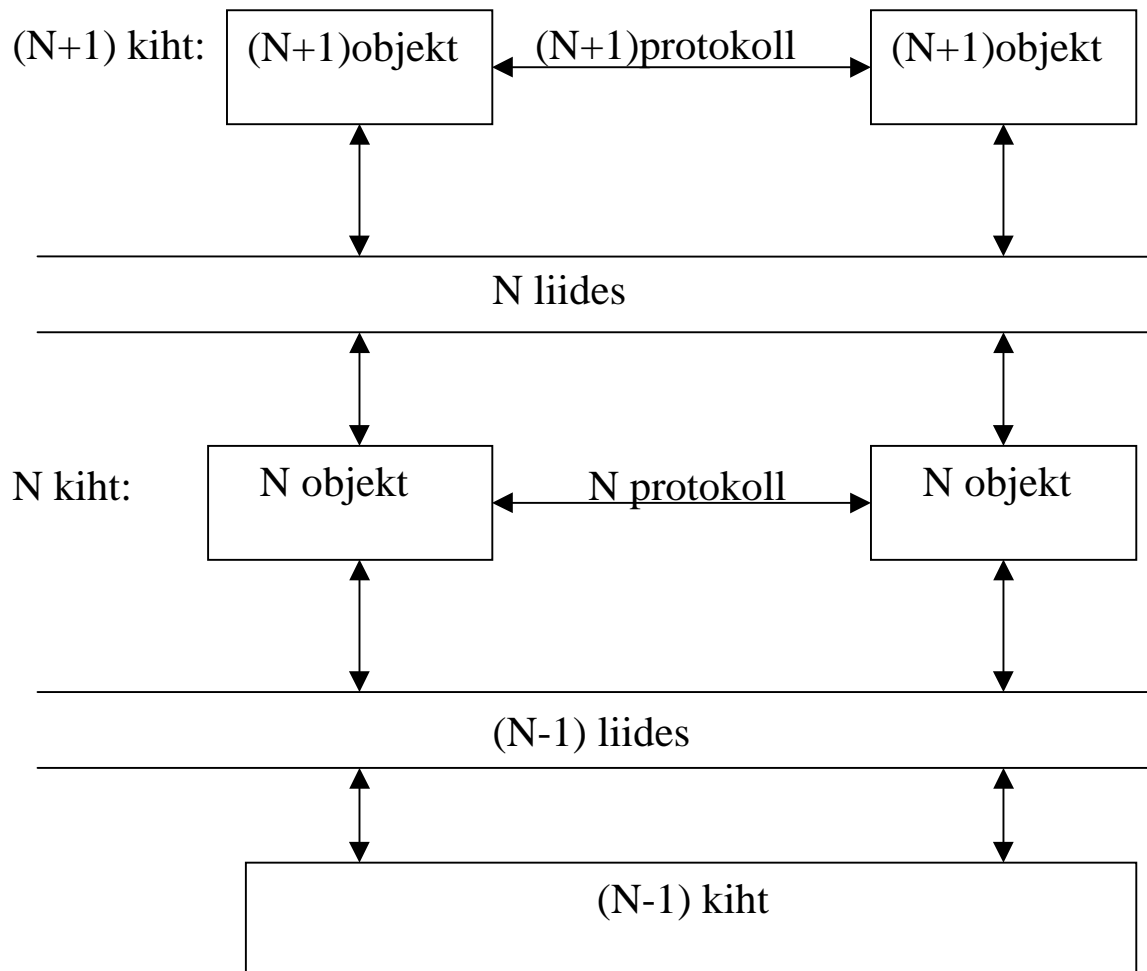 (N+1) kiht: (N+1)objekt (N+1)protokoll (N+1)objekt
N liides
N kiht: N objekt N protokoll N objekt
(N-1) liides
(N-1) kiht